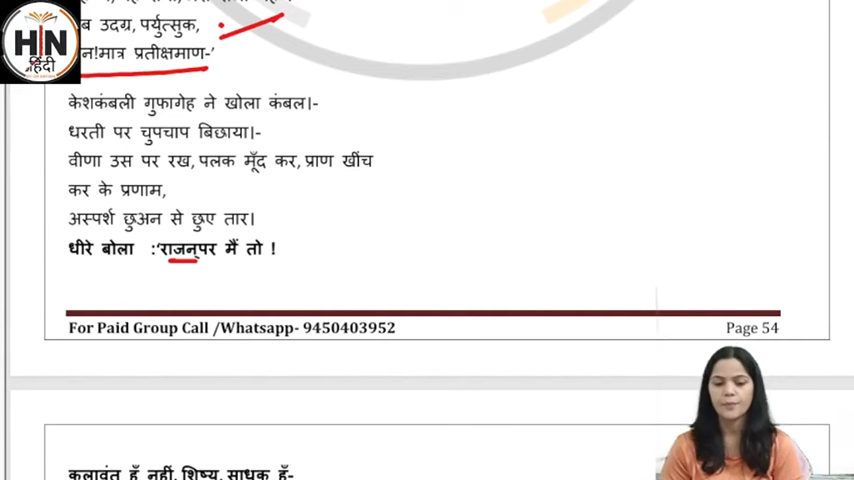 HIN
हिंदी
उदग्र, पर्युत्सुक,
प्रतीक्षमाण-'
केशकंबली गुफागेह ने खोला कंबल।-
धरती पर चुपचाप बिछाया।-
वीणा उस पर रख, पलक मूँद कर, प्राण खींच
कर के प्रणाम,
अस्पर्श छुअन से छुए तार।
धीरे बोला :'राजन्पर मैं तो !
For Paid Group Call /Whatsapp- 9450403952
Page 54
कलावंत हूँ नहीं, शिष्य, साधक हूँ-